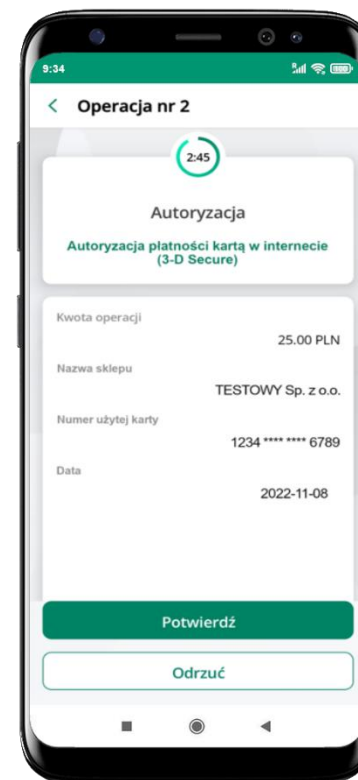 9:34
Operacja nr 2
2:45
Autoryzacja
Autoryzacja płatności kartą w internecie
(3-D Secure)
Kwota operacji
25.00 PLN
Nazwa sklepu
TESTOWY Sp. z o.o.
Numer użytej karty
1234 **** **** 6789
Data
2022-11-08
Potwierdź
Odrzuć